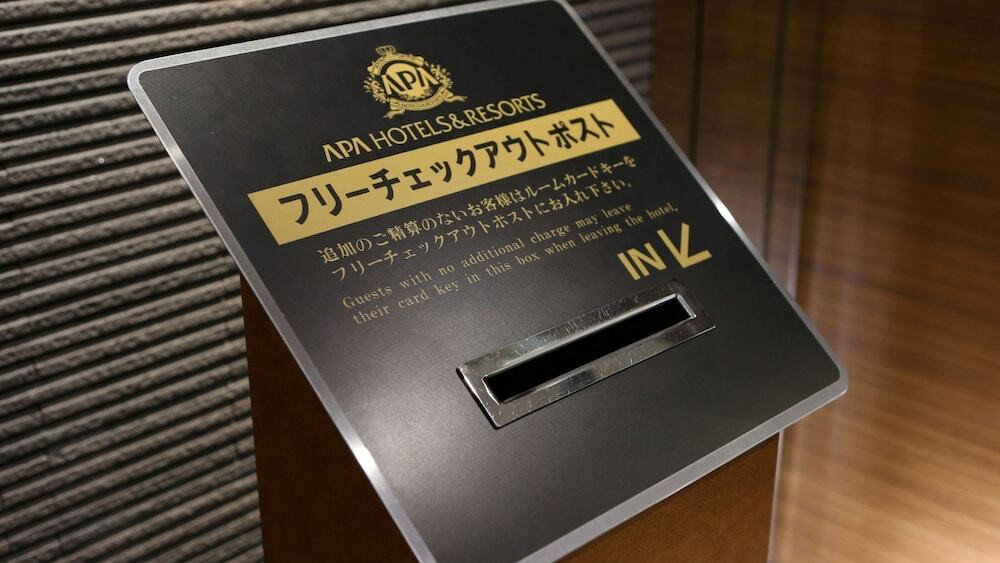 APA
APA HOTELS&RESORTS
フリーチェックアウトポスト
追加のご精算のないお客様はルームカードキーを
フリーチェックアウトポストにお入れ下さい。
Guests with no additional charge may leave
their card key in this box when leaving the hotel.
IN